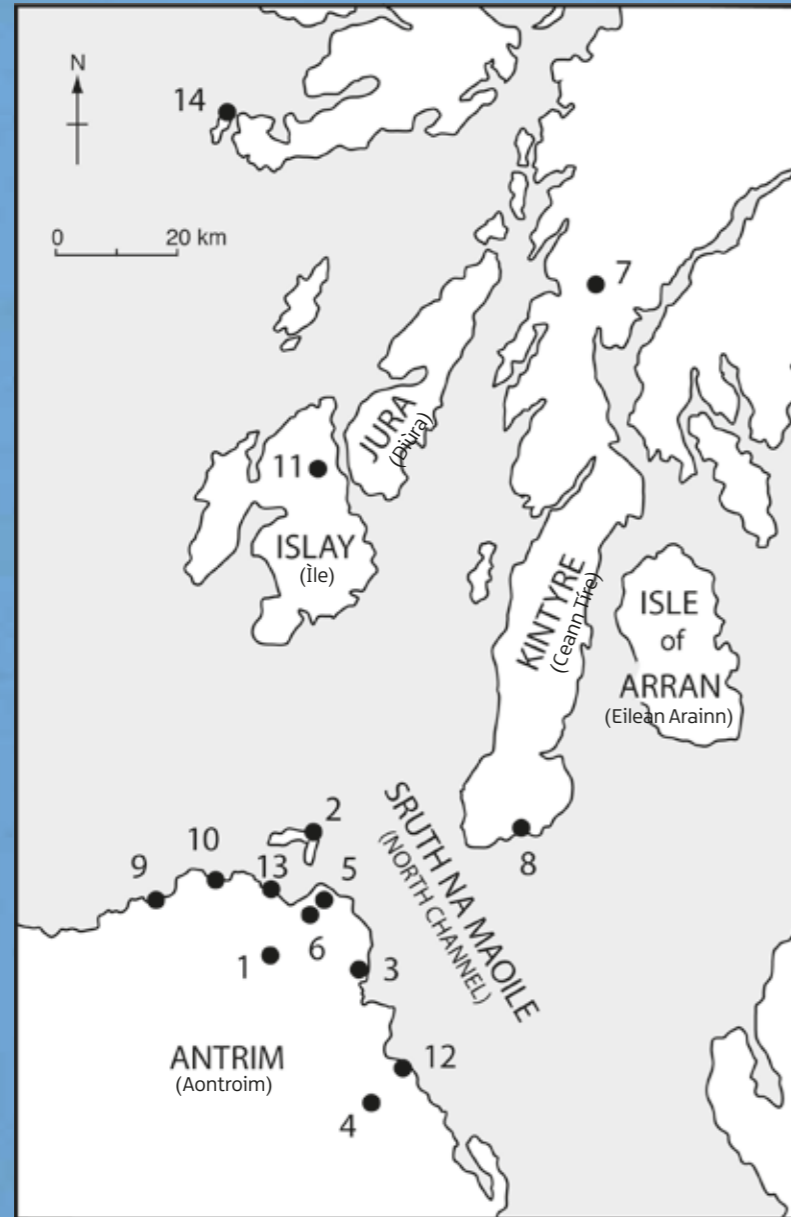 N
14
0 20 km
7
JURA
(Diùra)
11
ISLAY
(Ìle)
KINTYRE
(Ceann Tíre)
ISLE
of
ARRAN
(Eilean Arainn)
SRUTH NA MAOILE
(NORTH CHANNEL)
2
10
9
13
5
8
6
1
3
ANTRIM
(Aontroim)
12
4